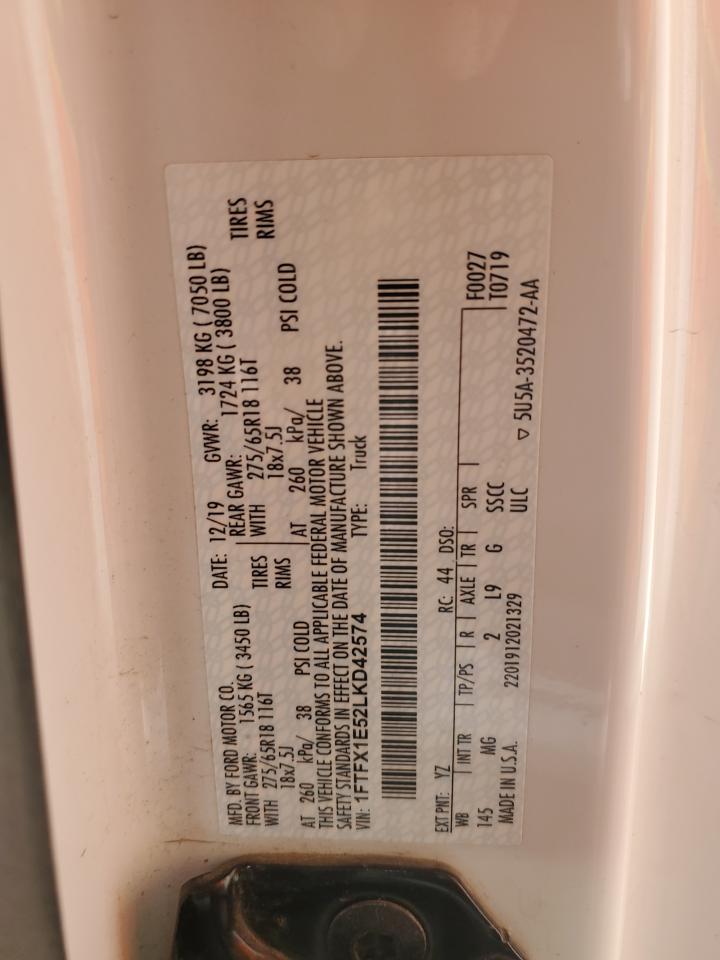 MFD. BY FORD MOTOR CO. DATE: 12/19 GVWR: 3198 KG ( 7050 LB)
FRONT GAWR: 1565 KG ( 3450 LB) REAR GAWR: 1724 KG ( 3800 LB)
WITH 275/65R18 116T TIRES WITH 275/65R18 116T TIRES
18x7.5J RIMS 18x7.5J RIMS
AT 260 kPa/ 38 PSI COLD AT 260 kPa/ 38 PSI COLD
THIS VEHICLE CONFORMS TO ALL APPLICABLE FEDERAL MOTOR VEHICLE
SAFETY STANDARDS IN EFFECT ON THE DATE OF MANUFACTURE SHOWN ABOVE.
VIN: 1FTFX1E52LKD42574 TYPE: Truck
EXT PNT: YZ RC: 44 DSO: F0027
WB INT TR TP/PS R AXLE TR SPR T0719
145 MG 2 L9 G SSCC
MADE IN U.S.A. 2201912021329 ULC ▽ 5U5A-3520472-AA